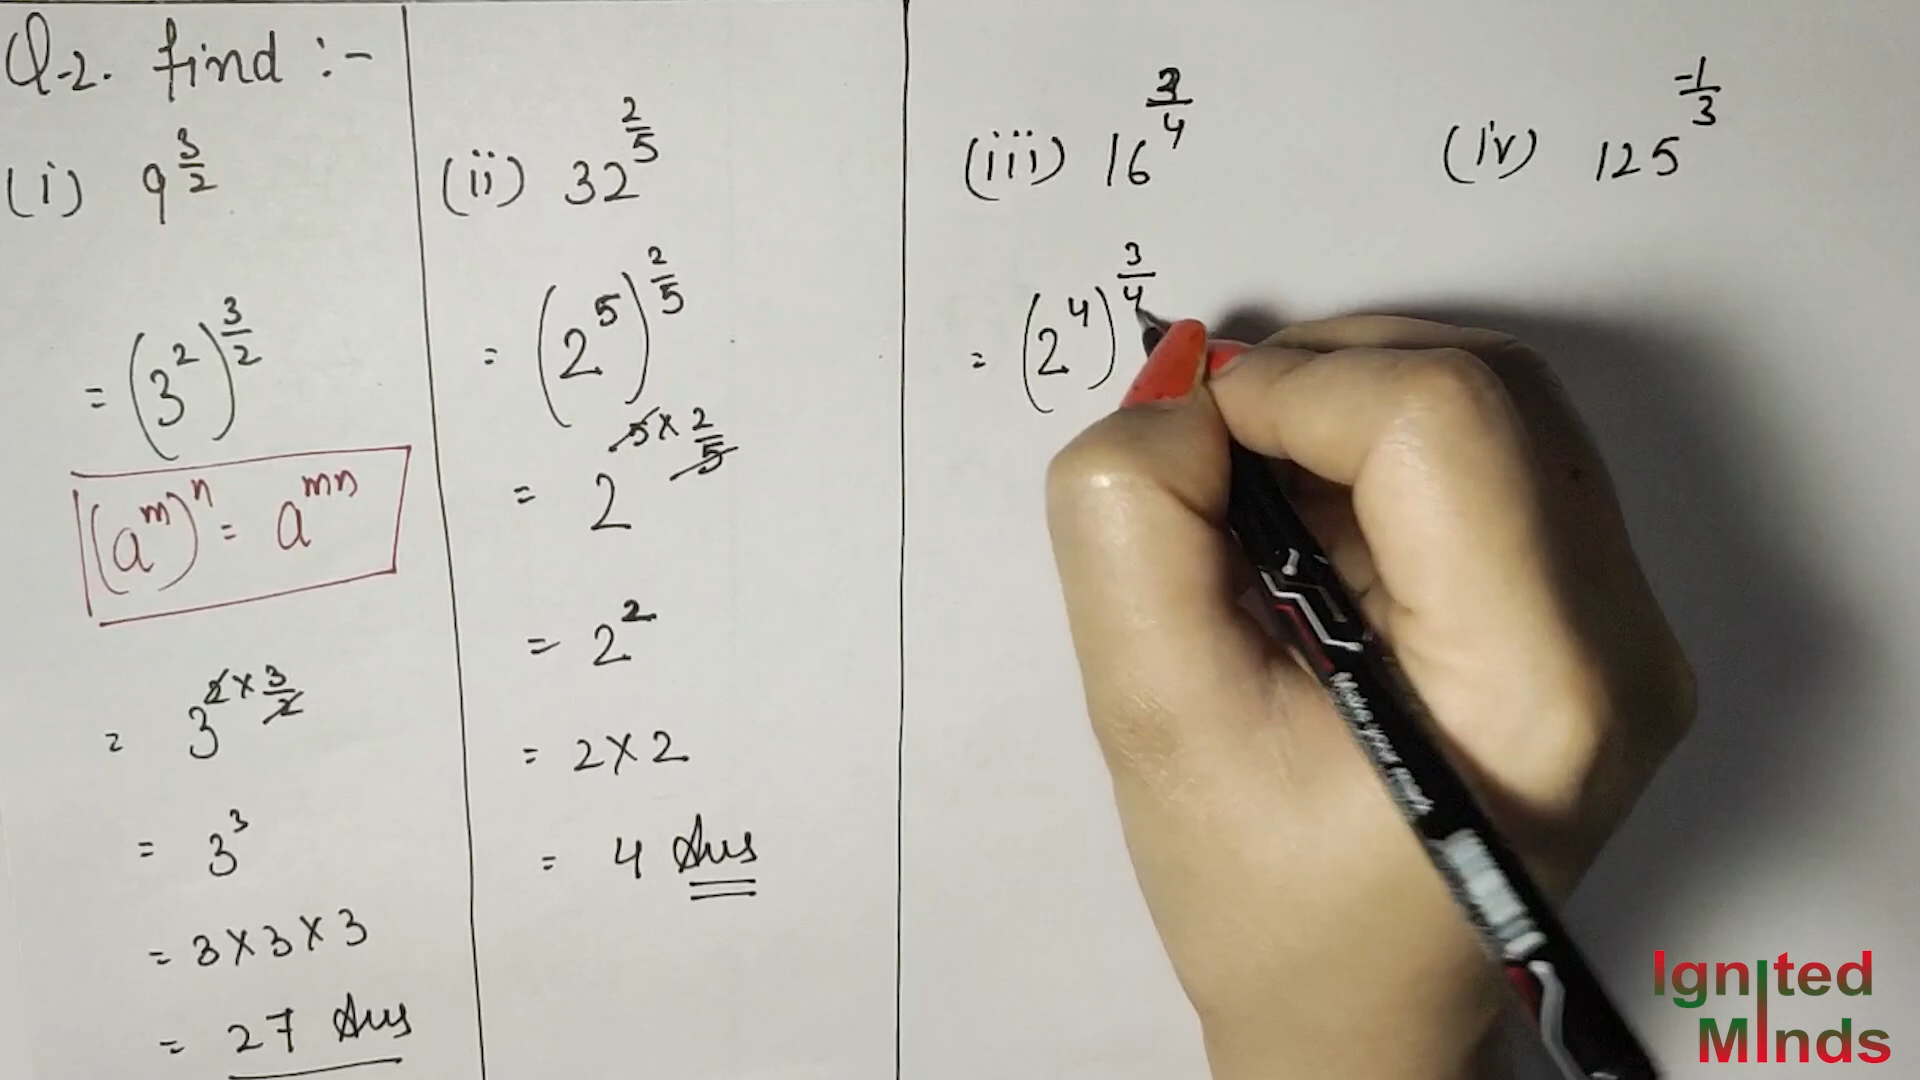 Q.2. find :-
(i) 9^{3/2}
= (3^2)^{3/2}
(a^m)^n = a^{mn}
= 3^{2×3/2}
= 3^3
= 3×3×3
= 27 Ans
(ii) 32^{2/5}
= (2^5)^{2/5}
= 2^{5×2/5}
= 2^2
= 2×2
= 4 Ans
(iii) 16^{3/4}
= (2^4)^{3/4}
(iv) 125^{-1/3}
Ignited
Minds